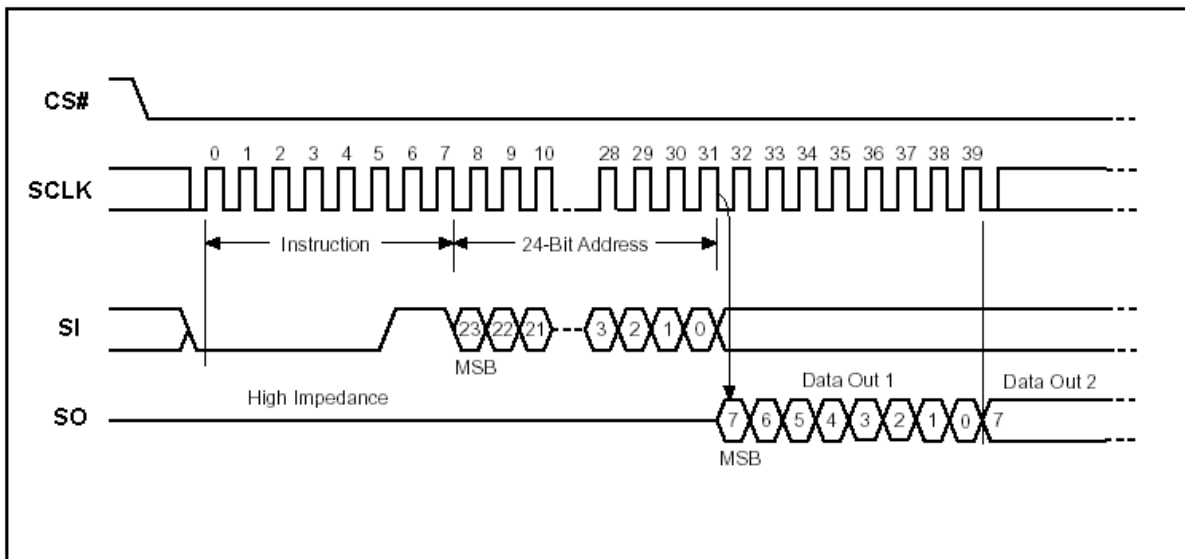 CS#
0 1 2 3 4 5 6 7 8 9 10 28 29 30 31 32 33 34 35 36 37 38 39
SCLK
Instruction 24-Bit Address
SI
23 22 21 3 2 1 0
MSB
Data Out 1 Data Out 2
High Impedance
SO
7 6 5 4 3 2 1 0 7
MSB